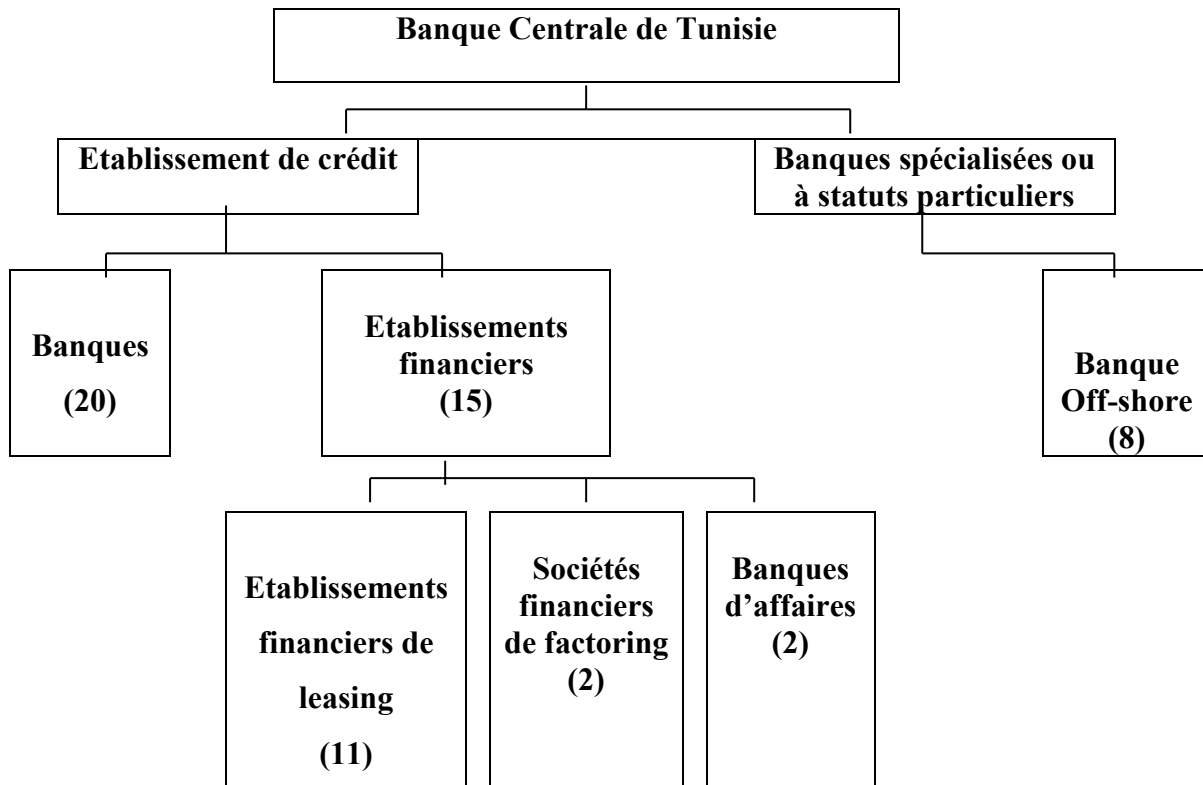 Banque Centrale de Tunisie
Etablissement de crédit
Banques spécialisées ou
à statuts particuliers
Banques
(20)
Etablissements
financiers
(15)
Banque
Off-shore
(8)
Etablissements
financiers de
leasing
(11)
Sociétés
financiers
de factoring
(2)
Banques
d’affaires
(2)